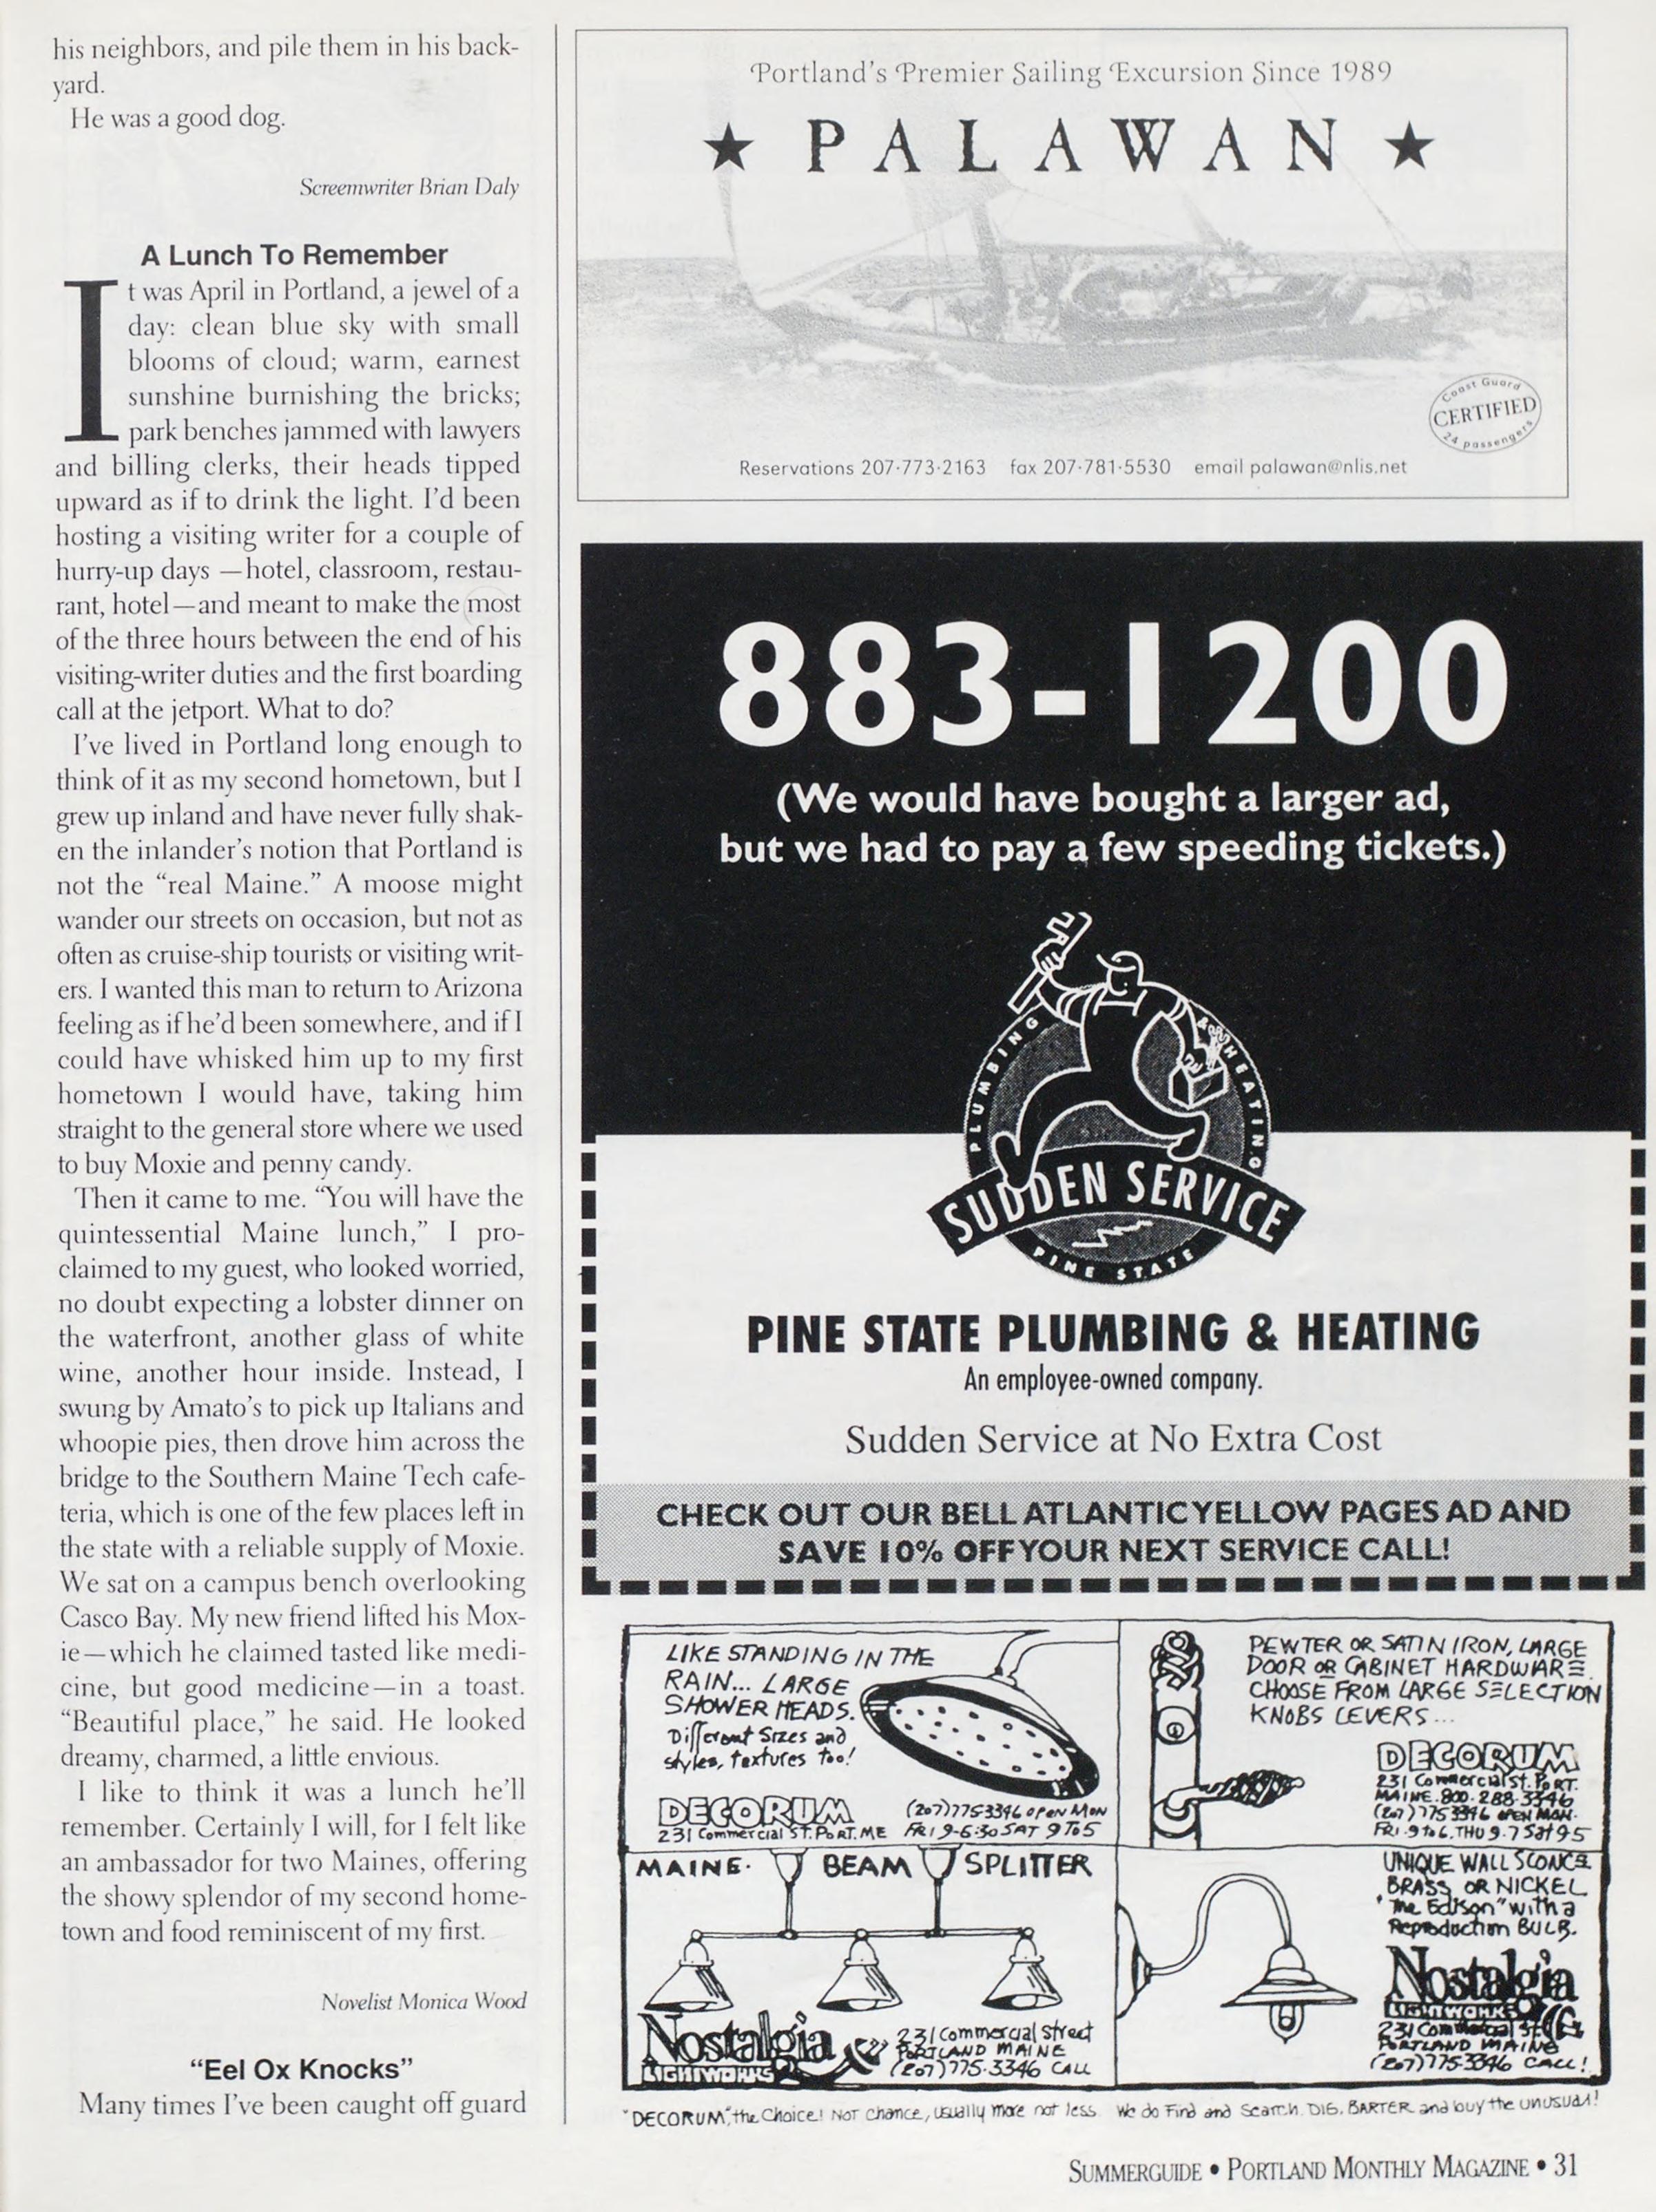 his neighbors, and pile them in his back-
yard.
He was a good dog.
Screemwriter Brian Daly
A Lunch To Remember
It was April in Portland, a jewel of a
day: clean blue sky with small
blooms of cloud; warm, earnest
sunshine burnishing the bricks;
park benches jammed with lawyers
and billing clerks, their heads tipped
upward as if to drink the light. I'd been
hosting a visiting writer for a couple of
hurry-up days —hotel, classroom, restau-
rant, hotel—and meant to make the most
of the three hours between the end of his
visiting-writer duties and the first boarding
call at the jetport. What to do?
I've lived in Portland long enough to
think of it as my second hometown, but I
grew up inland and have never fully shak-
en the inlander's notion that Portland is
not the "real Maine." A moose might
wander our streets on occasion, but not as
often as cruise-ship tourists or visiting writ-
ers. I wanted this man to return to Arizona
feeling as if he'd been somewhere, and if I
could have whisked him up to my first
hometown I would have, taking him
straight to the general store where we used
to buy Moxie and penny candy.
Then it came to me. "You will have the
quintessential Maine lunch," I pro-
claimed to my guest, who looked worried,
no doubt expecting a lobster dinner on
the waterfront, another glass of white
wine, another hour inside. Instead, I
swung by Amato's to pick up Italians and
whoopie pies, then drove him across the
bridge to the Southern Maine Tech cafe-
teria, which is one of the few places left in
the state with a reliable supply of Moxie.
We sat on a campus bench overlooking
Casco Bay. My new friend lifted his Mox-
ie—which he claimed tasted like medi-
cine, but good medicine—in a toast.
"Beautiful place," he said. He looked
dreamy, charmed, a little envious.
I like to think it was a lunch he'll
remember. Certainly I will, for I felt like
an ambassador for two Maines, offering
the showy splendor of my second home-
town and food reminiscent of my first.
Novelist Monica Wood
"Eel Ox Knocks"
Many times I've been caught off guard
Portland's Premier Sailing Excursion Since 1989
★ PALAWAN ★
Coast Guard
CERTIFIED
24 passengers
Reservations 207·773·2163 fax 207·781·5530 email palawan@nlis.net
883-1200
(We would have bought a larger ad,
but we had to pay a few speeding tickets.)
PLUMBING & HEATING
SUDDEN SERVICE
PINE STATE
PINE STATE PLUMBING & HEATING
An employee-owned company.
Sudden Service at No Extra Cost
CHECK OUT OUR BELL ATLANTIC YELLOW PAGES AD AND
SAVE 10% OFF YOUR NEXT SERVICE CALL!
LIKE STANDING IN THE
RAIN... LARGE
SHOWER HEADS.
Different Sizes and
styles, textures too!
DECORUM
231 Commercial ST. PORT. ME
(207)775 3346 OPEN MON
FRI 9-6:30 SAT 9 TO 5
PEWTER OR SATIN IRON, LARGE
DOOR OR CABINET HARDWARE.
CHOOSE FROM LARGE SELECTION
KNOBS LEVERS...
DECORUM
231 Commercial St. PORT.
MAINE. 800.288.3346
(207)775 3346 OPEN MON.
FRI. 9 to 6, THU 9-7 Sat 9 5
MAINE. BEAM SPLITTER
Nostalgia
LIGHTWORKS
231 Commercial Street
PORTLAND MAINE
(207)775·3346 CALL
UNIQUE WALL SCONCE
BRASS OR NICKEL
"The Edison" with a
Reproduction BULB.
Nostalgia
LIGHTWORKS
231 Commercial St.
PORTLAND MAINE
(207)775·3346 CALL!
"DECORUM", the Choice! NOT chance, usually more not less. We do Find and Search. DIG, BARTER and buy the unusual!
SUMMERGUIDE • PORTLAND MONTHLY MAGAZINE • 31